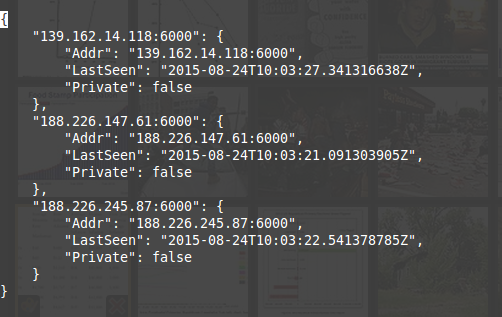 {
    "139.162.14.118:6000": {
        "Addr": "139.162.14.118:6000",
        "LastSeen": "2015-08-24T10:03:27.341316638Z",
        "Private": false
    },
    "188.226.147.61:6000": {
        "Addr": "188.226.147.61:6000",
        "LastSeen": "2015-08-24T10:03:21.091303905Z",
        "Private": false
    },
    "188.226.245.87:6000": {
        "Addr": "188.226.245.87:6000",
        "LastSeen": "2015-08-24T10:03:22.541378785Z",
        "Private": false
    }
}